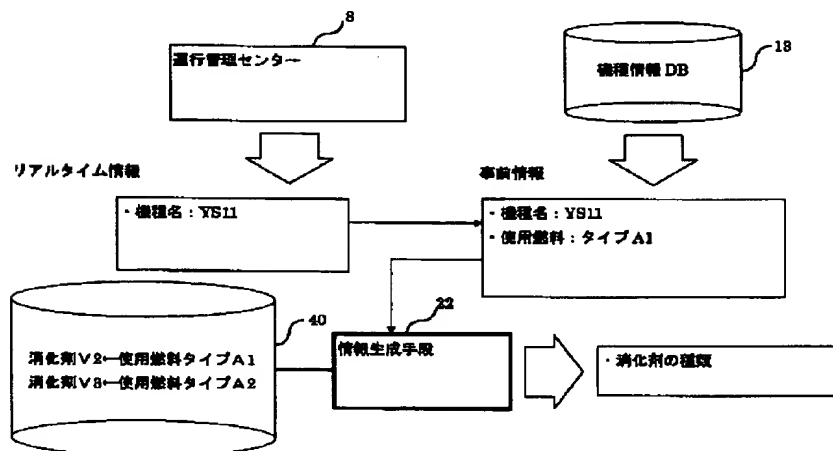 8
運行管理センター
18
機種情報 DB
リアルタイム情報
事前情報
・機種名：YS11
・機種名：YS11
・使用燃料：タイプA1
40
22
消化剤V2←使用燃料タイプA1
消化剤V3←使用燃料タイプA2
情報生成手段
・消化剤の種類